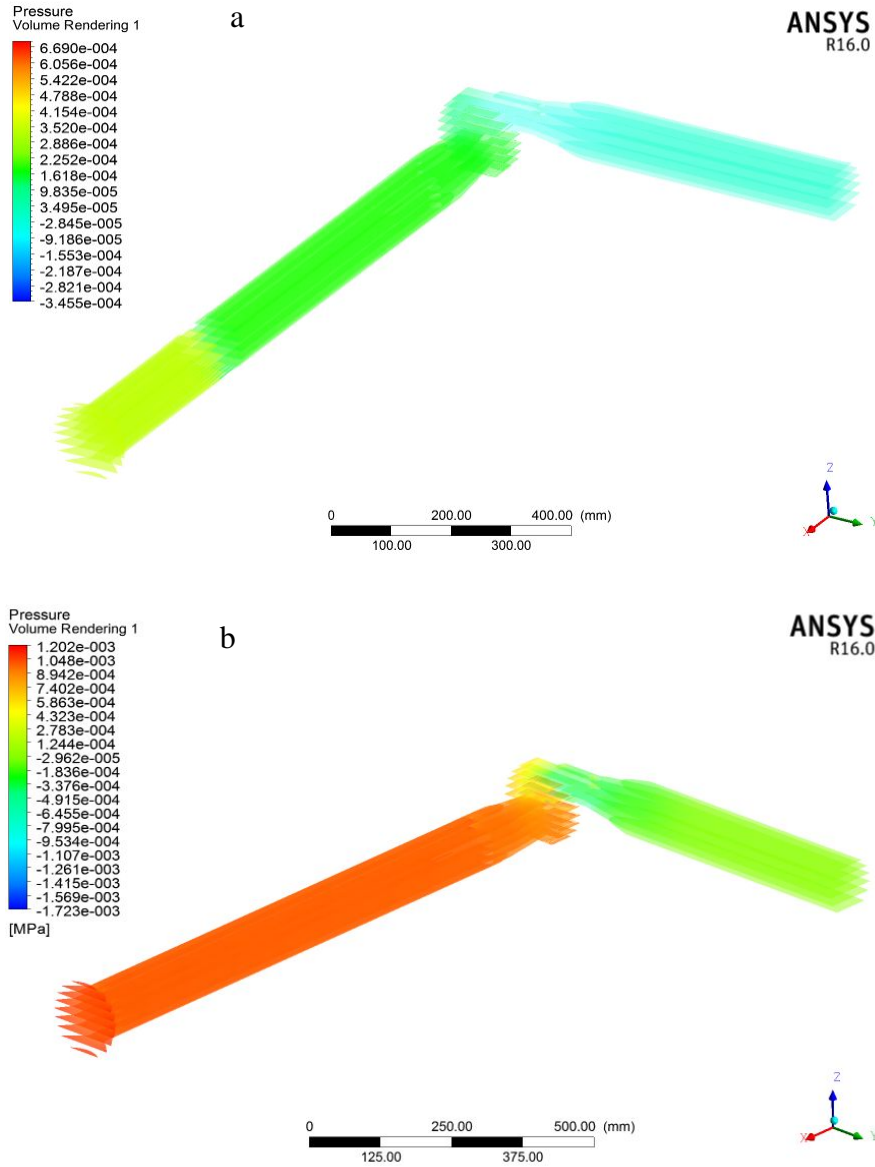 Pressure
Volume Rendering 1
a
ANSYS
R16.0
6.690e-004
6.056e-004
5.422e-004
4.788e-004
4.154e-004
3.520e-004
2.886e-004
2.252e-004
1.618e-004
9.835e-005
3.495e-005
-2.845e-005
-9.186e-005
-1.553e-004
-2.187e-004
-2.821e-004
-3.455e-004
0 200.00 400.00 (mm)
100.00 300.00
Z
X
Y
Pressure
Volume Rendering 1
b
ANSYS
R16.0
1.202e-003
1.048e-003
8.942e-004
7.402e-004
5.863e-004
4.323e-004
2.783e-004
1.244e-004
-2.962e-005
-1.836e-004
-3.376e-004
-4.915e-004
-6.455e-004
-7.995e-004
-9.534e-004
-1.107e-003
-1.261e-003
-1.415e-003
-1.569e-003
-1.723e-003
[MPa]
0 250.00 500.00 (mm)
125.00 375.00
Z
X
Y